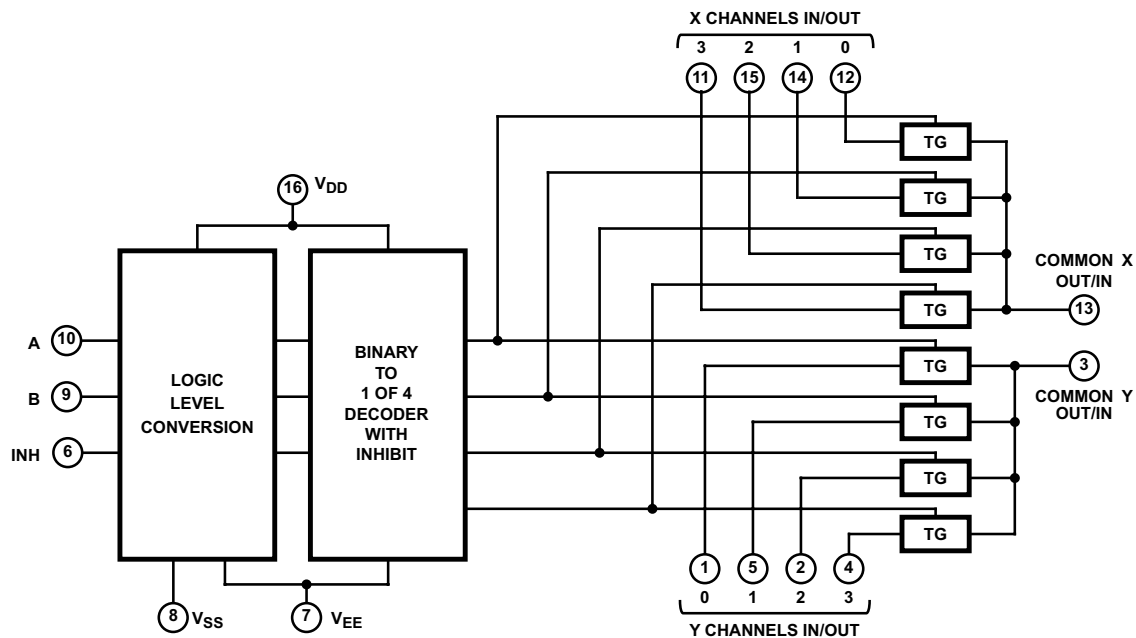 X CHANNELS IN/OUT
3 2 1 0
11 15 14 12
TG
16 VDD
TG
TG
COMMON X
OUT/IN
TG
13
A 10
BINARY
TO
1 OF 4
DECODER
WITH
INHIBIT
LOGIC
LEVEL
CONVERSION
TG
3
COMMON Y
OUT/IN
B 9
TG
INH 6
TG
TG
1 5 2 4
0 1 2 3
8 VSS
7 VEE
Y CHANNELS IN/OUT